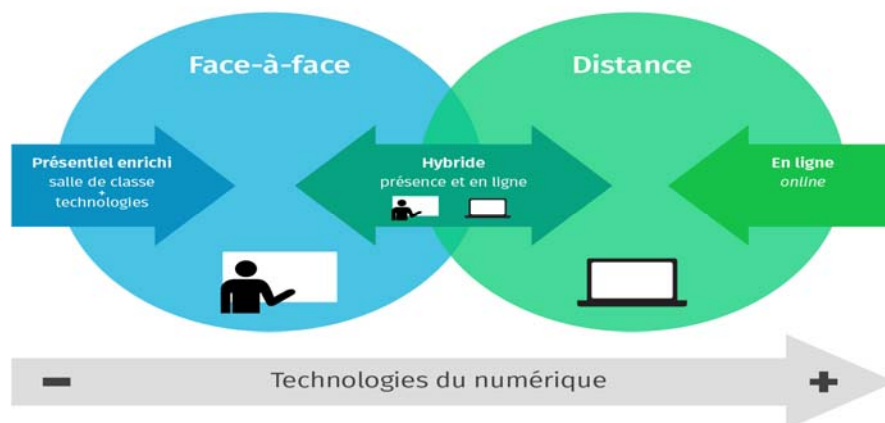 Face-à-face
Distance
Présentiel enrichi
salle de classe
+
technologies
Hybride
présence et en ligne
En ligne
online
Technologies du numérique